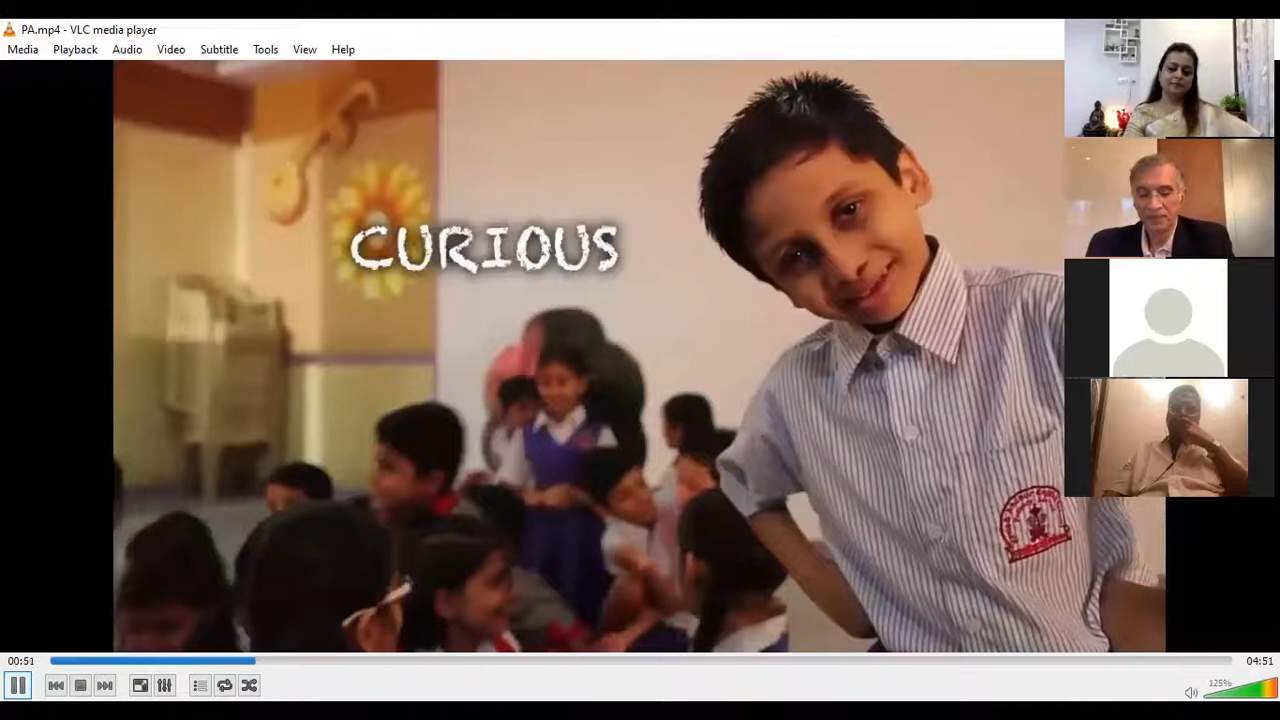 PA.mp4 - VLC media player
Media Playback Audio Video Subtitle Tools View Help
CURIOUS
00:51
04:51
125%